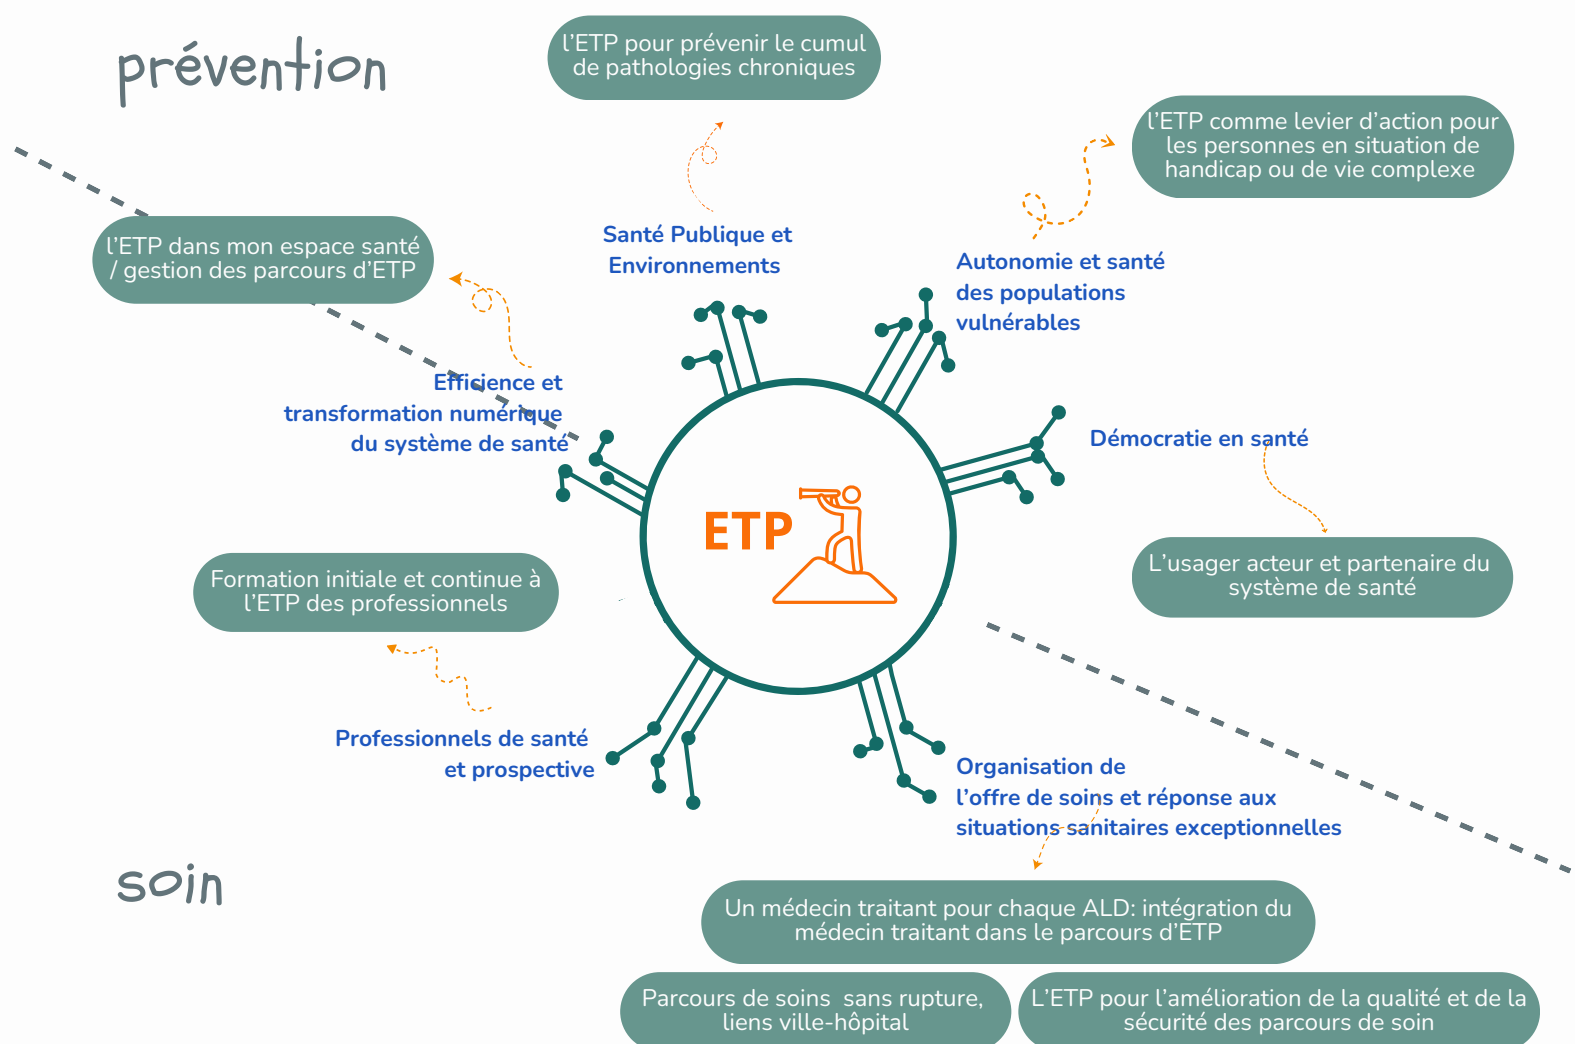 prévention
l'ETP pour prévenir le cumul
de pathologies chroniques
l'ETP comme levier d'action pour
les personnes en situation de
handicap ou de vie complexe
l'ETP dans mon espace santé
/ gestion des parcours d'ETP
Santé Publique et
Environnements
Autonomie et santé
des populations
vulnérables
Efficience et
transformation numérique
du système de santé
Démocratie en santé
ETP
L'usager acteur et partenaire du
système de santé
Formation initiale et continue à
l'ETP des professionnels
Professionnels de santé
et prospective
Organisation de
l'offre de soins et réponse aux
situations sanitaires exceptionnelles
soin
Un médecin traitant pour chaque ALD: intégration du
médecin traitant dans le parcours d'ETP
Parcours de soins  sans rupture,
liens ville-hôpital
L'ETP pour l'amélioration de la qualité et de la
sécurité des parcours de soin